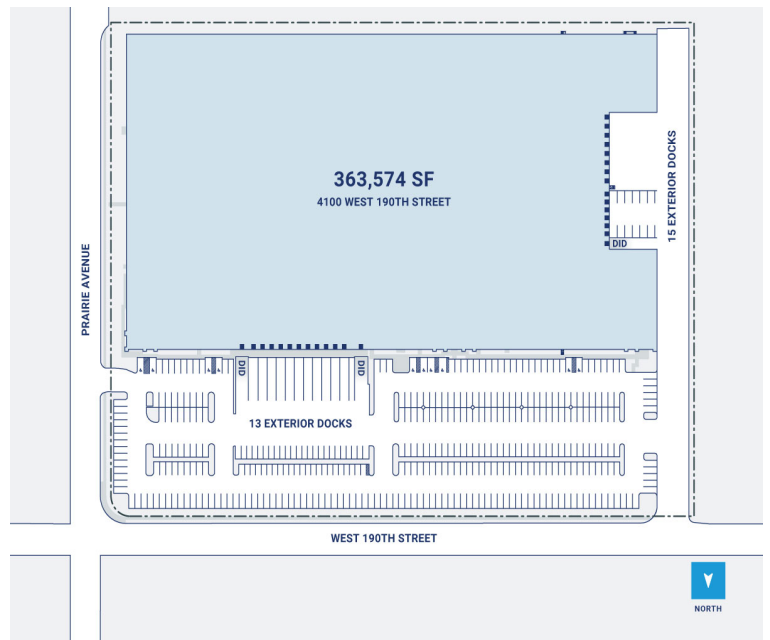 363,574 SF
4100 WEST 190TH STREET
15 EXTERIOR DOCKS
DID
PRAIRIE AVENUE
DID
DID
13 EXTERIOR DOCKS
WEST 190TH STREET
NORTH